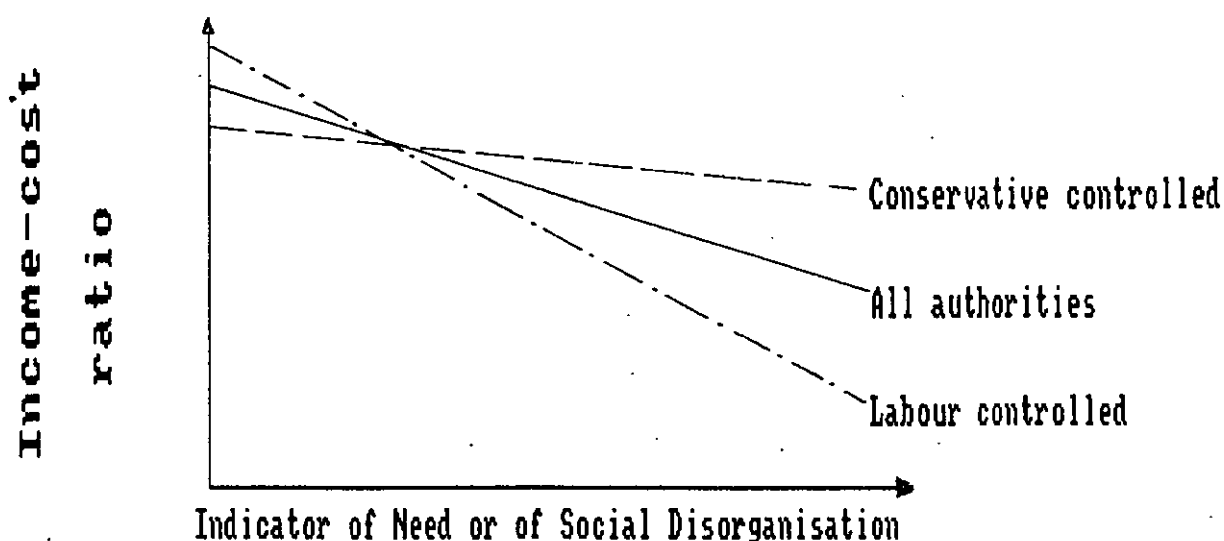 Income-cost
ratio
Conservative controlled
All authorities
Labour controlled
Indicator of Need or of Social Disorganisation